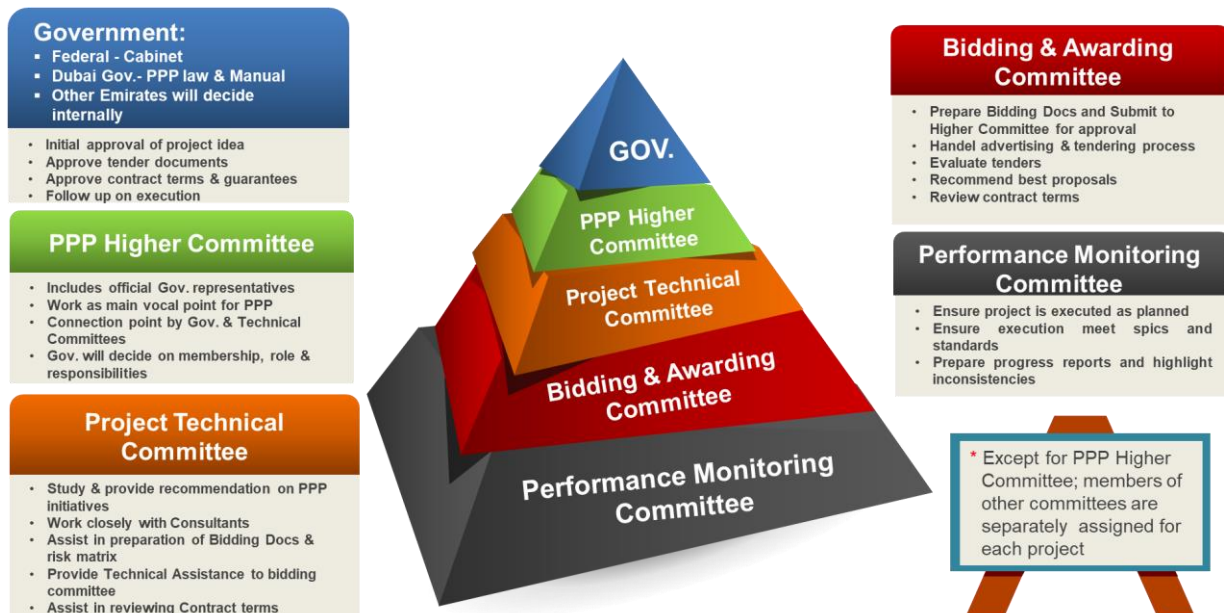 Government:
▪ Federal - Cabinet
▪ Dubai Gov.- PPP law & Manual
▪ Other Emirates will decide
internally
• Initial approval of project idea
• Approve tender documents
• Approve contract terms & guarantees
• Follow up on execution
PPP Higher Committee
• Includes official Gov. representatives
• Work as main vocal point for PPP
• Connection point by Gov. & Technical
Committees
• Gov. will decide on membership, role &
responsibilities
Project Technical
Committee
• Study & provide recommendation on PPP
initiatives
• Work closely with Consultants
• Assist in preparation of Bidding Docs &
risk matrix
• Provide Technical Assistance to bidding
committee
• Assist in reviewing Contract terms
GOV.
PPP Higher
Committee
Project Technical
Committee
Bidding & Awarding
Committee
Performance Monitoring
Committee
Bidding & Awarding
Committee
• Prepare Bidding Docs and Submit to
Higher Committee for approval
• Handel advertising & tendering process
• Evaluate tenders
• Recommend best proposals
• Review contract terms
Performance Monitoring
Committee
• Ensure project is executed as planned
• Ensure execution meet spics and
standards
• Prepare progress reports and highlight
inconsistencies
* Except for PPP Higher
Committee; members of
other committees are
separately assigned for
each project